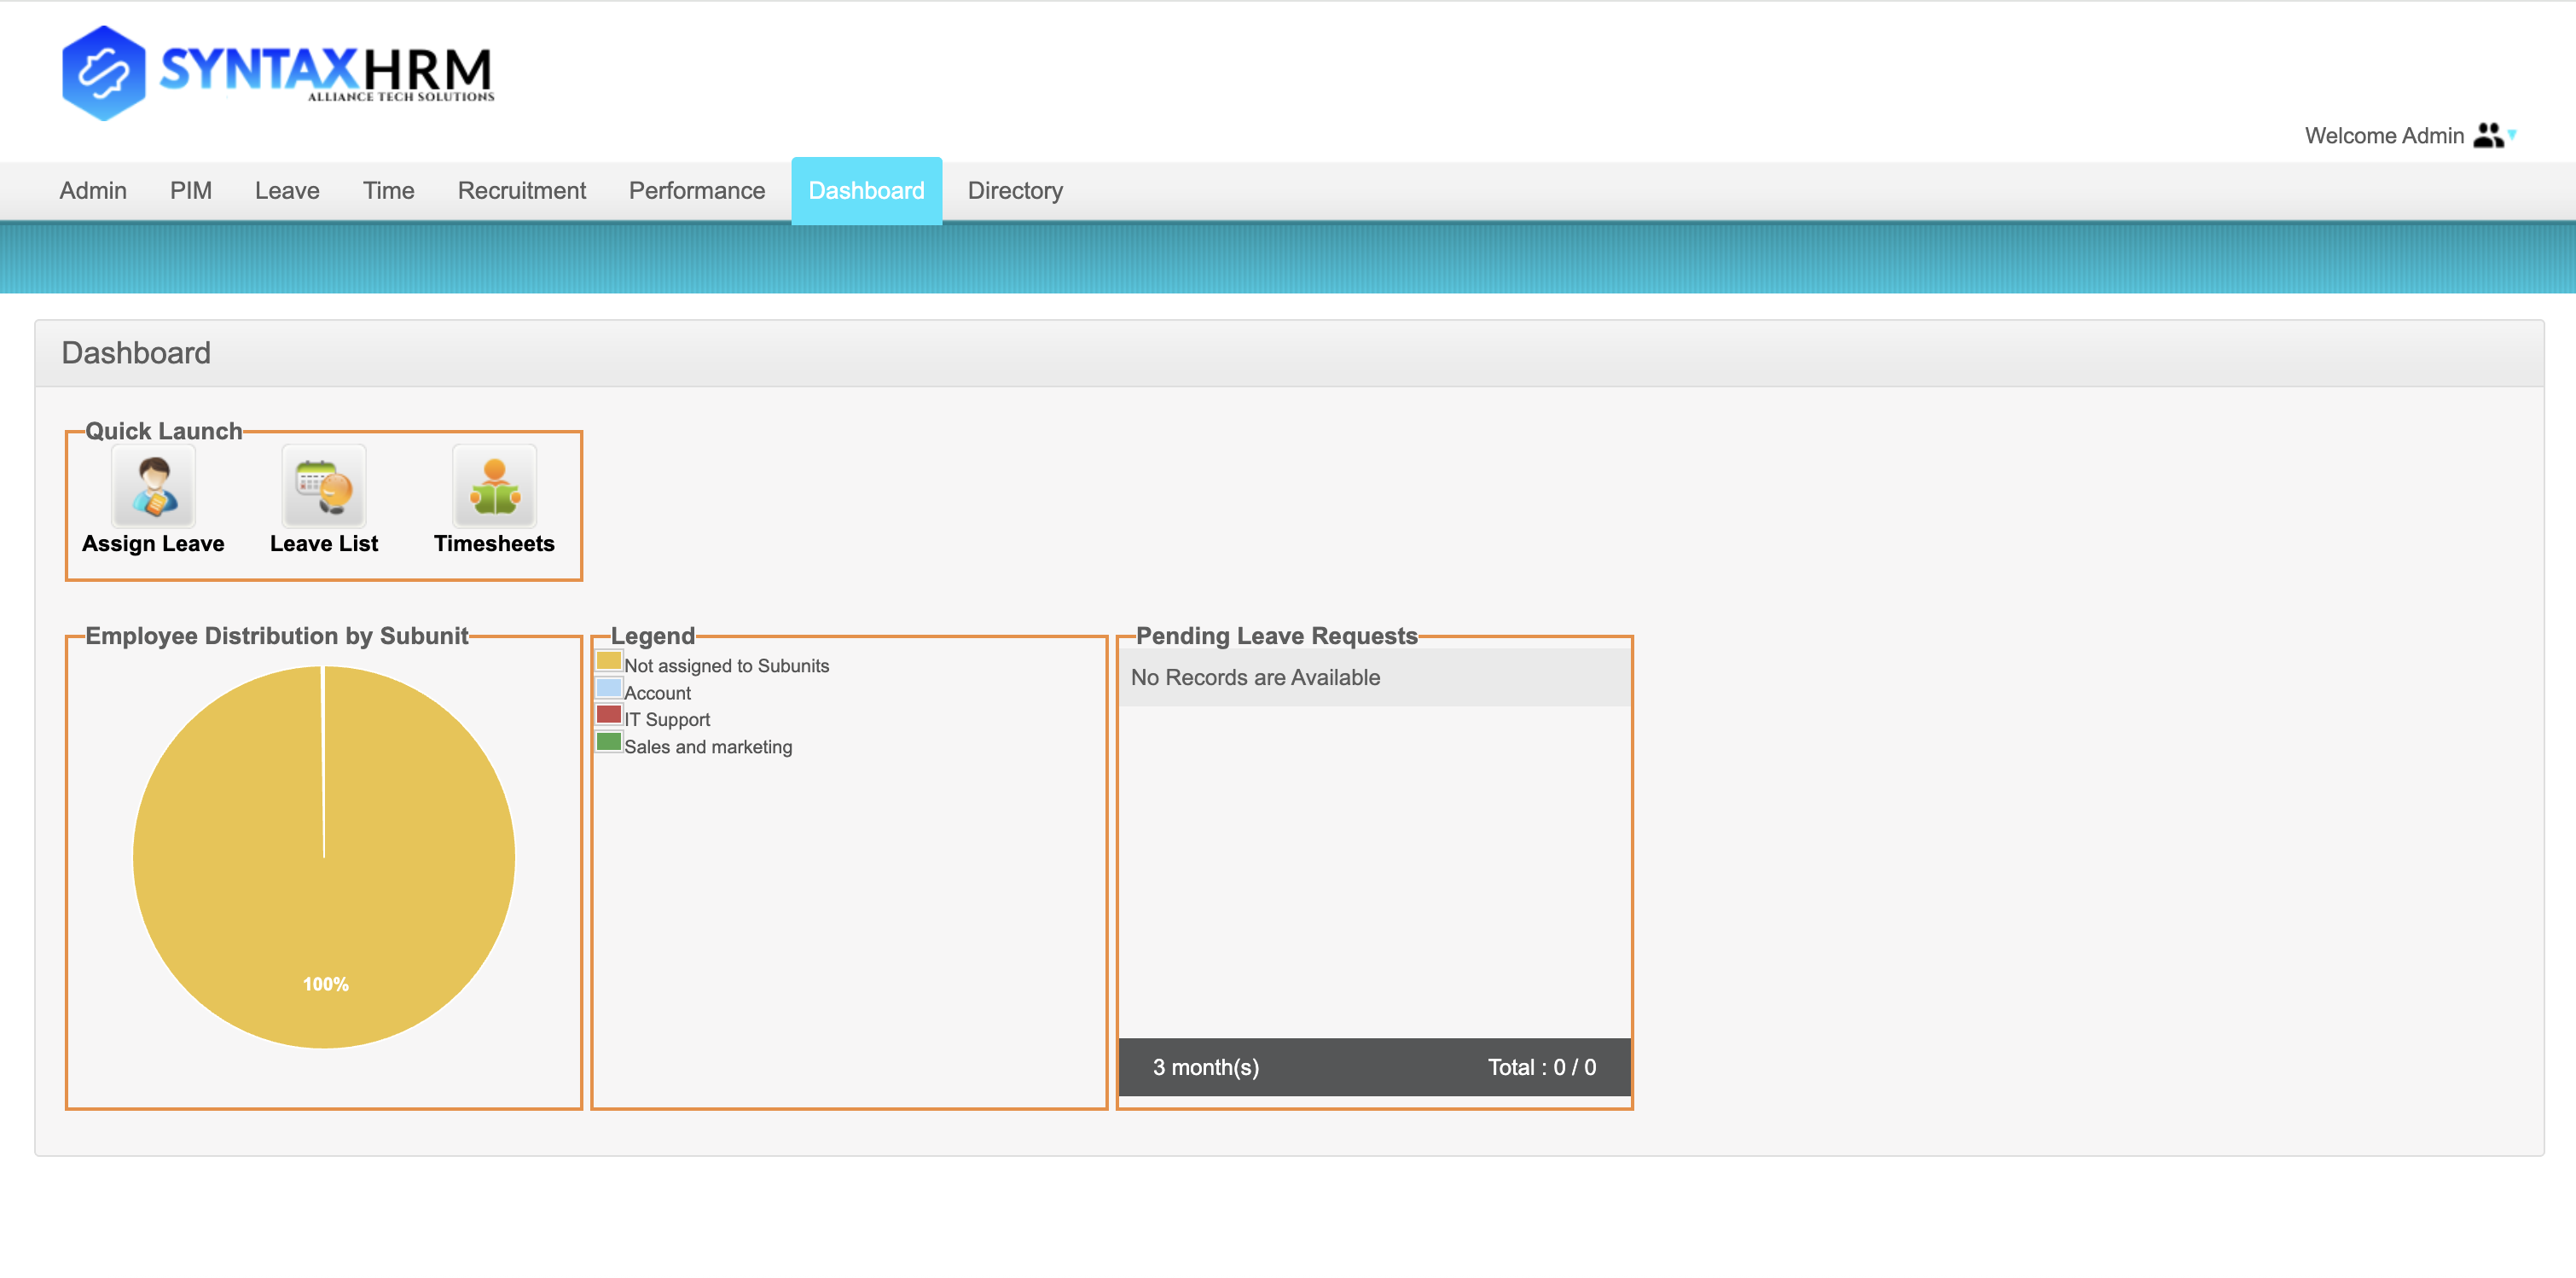 SYNTAXHRM
ALLIANCE TECH SOLUTIONS
Welcome Admin
Admin PIM Leave Time Recruitment Performance Dashboard Directory
Dashboard
Quick Launch
Assign Leave Leave List Timesheets
Employee Distribution by Subunit
100%
Legend
Not assigned to Subunits
Account
IT Support
Sales and marketing
Pending Leave Requests
No Records are Available
3 month(s) Total : 0 / 0